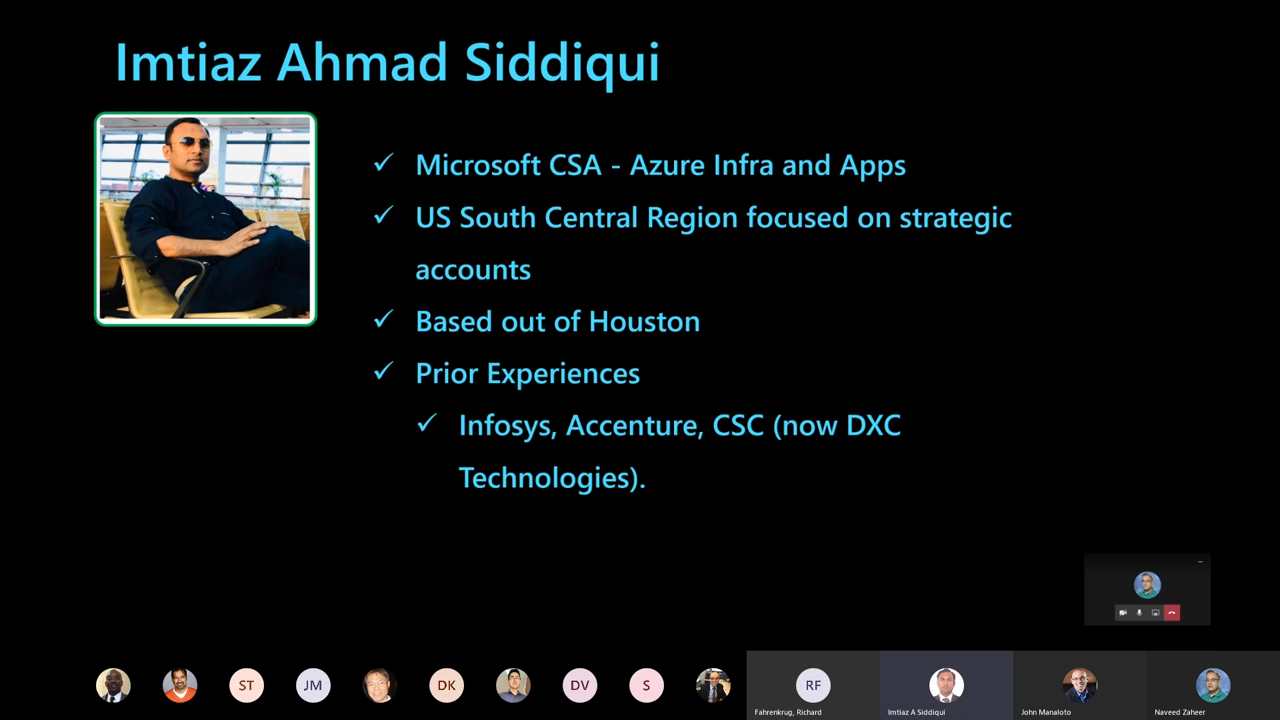 Imtiaz Ahmad Siddiqui
Microsoft CSA - Azure Infra and Apps
US South Central Region focused on strategic
accounts
Based out of Houston
Prior Experiences
Infosys, Accenture, CSC (now DXC
Technologies).
ST
JM
DK
DV
S
RF
Fahrenkrug, Richard
Imtiaz A Siddiqui
John Manaloto
Naveed Zaheer